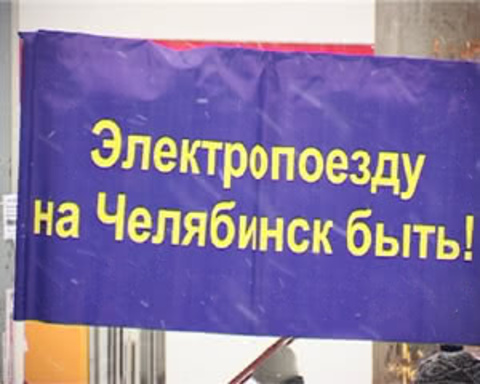 Электропоезду
на Челябинск быть!